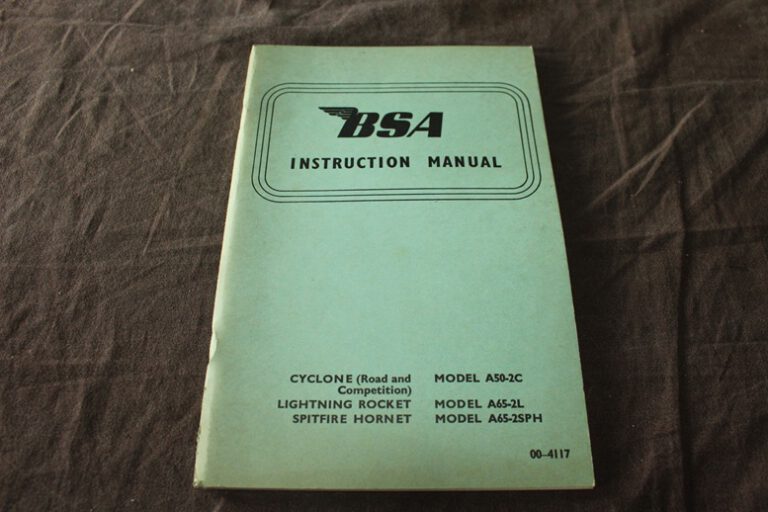 BSA
INSTRUCTION MANUAL
CYCLONE (Road and MODEL A50-2C
Competition)
LIGHTNING ROCKET MODEL A65-2L
SPITFIRE HORNET MODEL A65-2SPH
00-4117